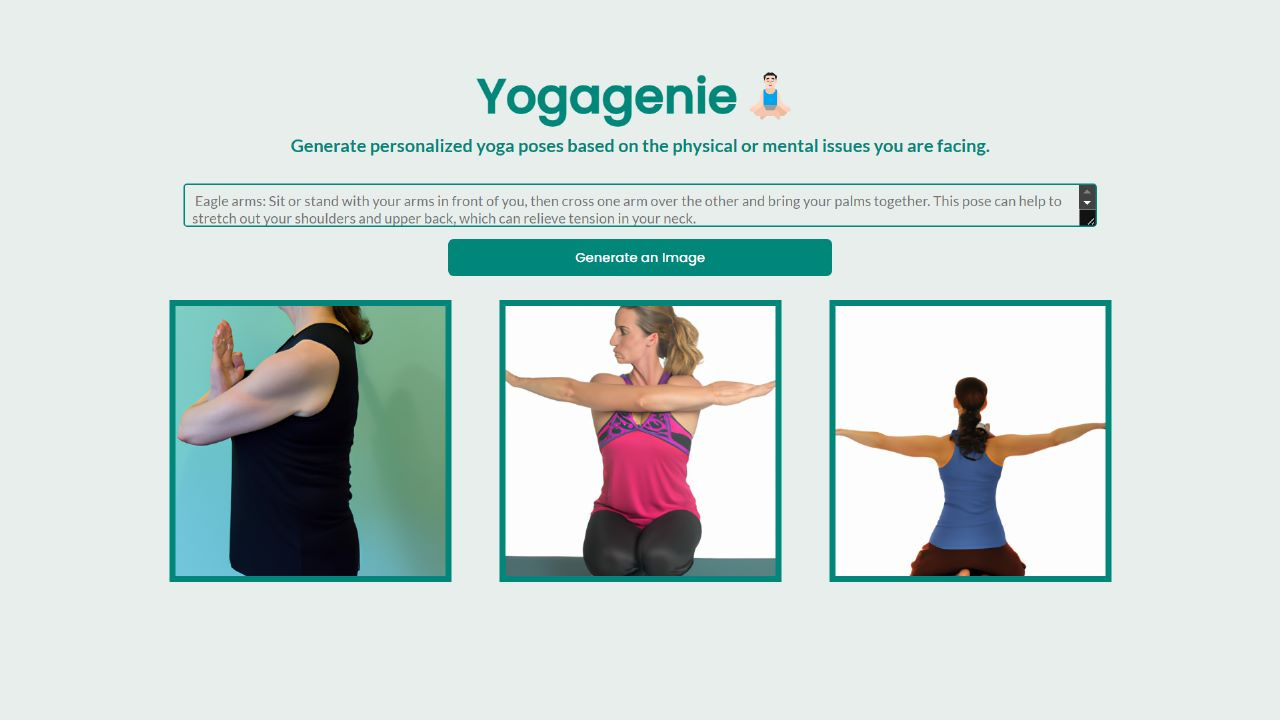 Yogagenie
Generate personalized yoga poses based on the physical or mental issues you are facing.
Eagle arms: Sit or stand with your arms in front of you, then cross one arm over the other and bring your palms together. This pose can help to
stretch out your shoulders and upper back, which can relieve tension in your neck.
Generate an Image